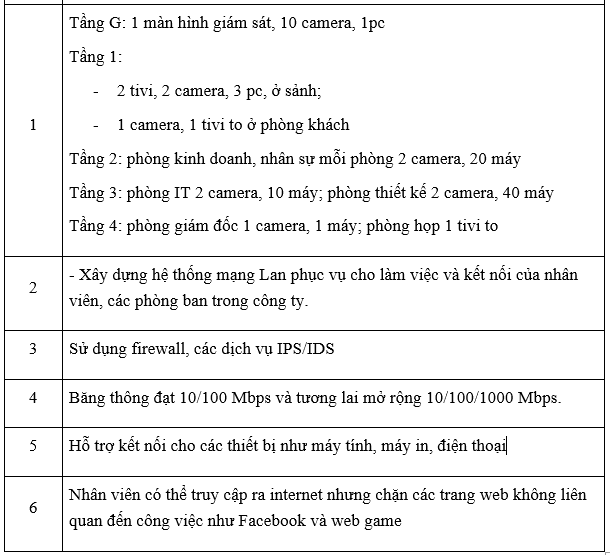 1
Tầng G: 1 màn hình giám sát, 10 camera, 1pc
Tầng 1:
- 2 tivi, 2 camera, 3 pc, ở sảnh;
- 1 camera, 1 tivi to ở phòng khách
Tầng 2: phòng kinh doanh, nhân sự mỗi phòng 2 camera, 20 máy
Tầng 3: phòng IT 2 camera, 10 máy; phòng thiết kế 2 camera, 40 máy
Tầng 4: phòng giám đốc 1 camera, 1 máy; phòng họp 1 tivi to
2
- Xây dựng hệ thống mạng Lan phục vụ cho làm việc và kết nối của nhân
viên, các phòng ban trong công ty.
3
Sử dụng firewall, các dịch vụ IPS/IDS
4
Băng thông đạt 10/100 Mbps và tương lai mở rộng 10/100/1000 Mbps.
5
Hỗ trợ kết nối cho các thiết bị như máy tính, máy in, điện thoại
6
Nhân viên có thể truy cập ra internet nhưng chặn các trang web không liên
quan đến công việc như Facebook và web game